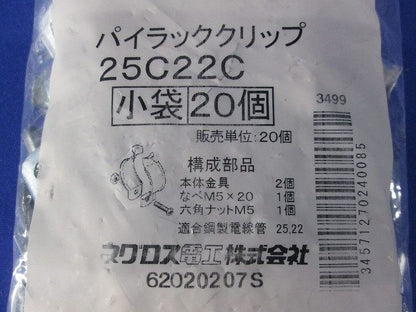 パイラッククリップ
25C22C
小袋 20個
販売単位:20個
3499
構成部品
本体金具 2個
なべM5×20 1個
六角ナットM5 1個
適合鋼製電線管 25,22
ネグロス電工株式会社
62020207S
34571270240085